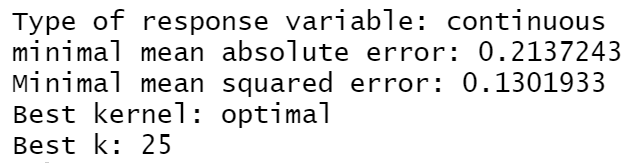 Type of response variable: continuous
minimal mean absolute error: 0.2137243
Minimal mean squared error: 0.1301933
Best kernel: optimal
Best k: 25